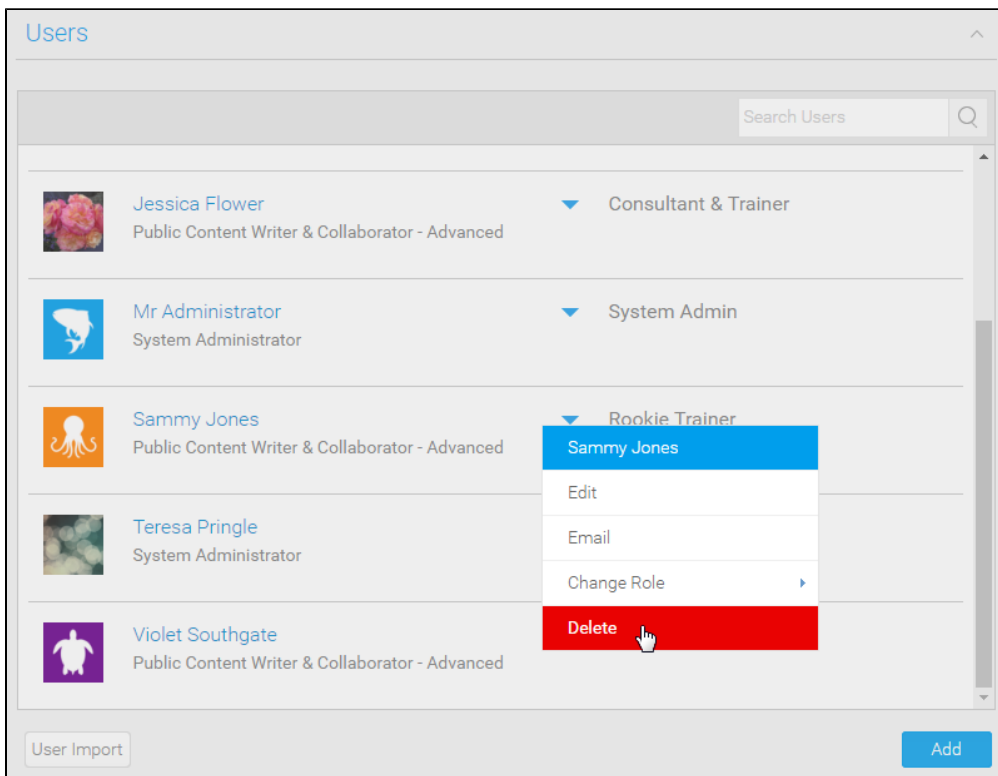 Users
Search Users
Jessica Flower
Consultant & Trainer
Public Content Writer & Collaborator - Advanced
Mr Administrator
System Admin
System Administrator
Sammy Jones
Rookie Trainer
Public Content Writer & Collaborator - Advanced
Sammy Jones
Edit
Email
Change Role
Delete
Teresa Pringle
System Administrator
Violet Southgate
Public Content Writer & Collaborator - Advanced
User Import
Add